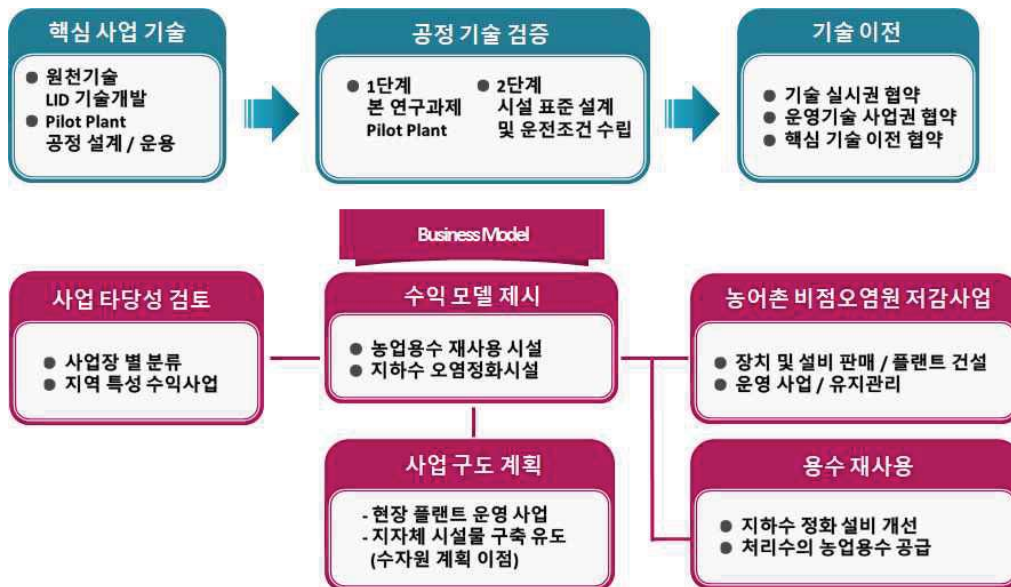 핵심 사업 기술
● 원천기술
LID 기술개발
● Pilot Plant
공정 설계 / 운용
공정 기술 검증
● 1단계
본 연구과제
Pilot Plant
● 2단계
시설 표준 설계
및 운전조건 수립
기술 이전
● 기술 실시권 협약
● 운영기술 사업권 협약
● 핵심 기술 이전 협약
Business Model
사업 타당성 검토
● 사업장 별 분류
● 지역 특성 수익사업
수익 모델 제시
● 농업용수 재사용 시설
● 지하수 오염정화시설
농어촌 비점오염원 저감사업
● 장치 및 설비 판매 / 플랜트 건설
● 운영 사업 / 유지관리
사업 구도 계획
- 현장 플랜트 운영 사업
- 지자체 시설물 구축 유도
(수자원 계획 이점)
용수 재사용
● 지하수 정화 설비 개선
● 처리수의 농업용수 공급